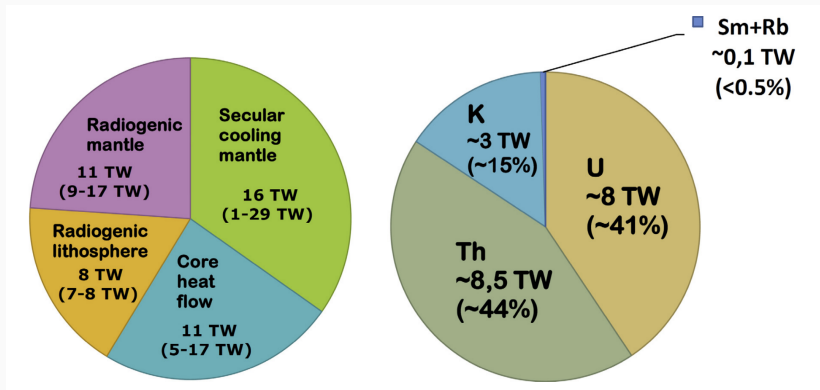 Radiogenic
mantle
11 TW
(9-17 TW)
Secular
cooling
mantle
16 TW
(1-29 TW)
Radiogenic
lithosphere
8 TW
(7-8 TW)
Core
heat
flow
11 TW
(5-17 TW)
Sm+Rb
~0,1 TW
(<0.5%)
K
~3 TW
(~15%)
U
~8 TW
(~41%)
Th
~8,5 TW
(~44%)